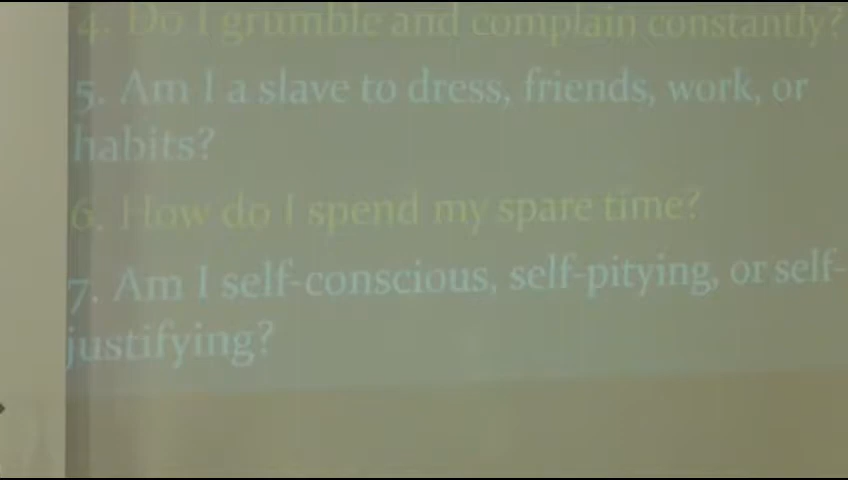 4. Do I grumble and complain constantly?
5. Am I a slave to dress, friends, work, or
habits?
6. How do I spend my spare time?
7. Am I self-conscious, self-pitying, or self-
justifying?